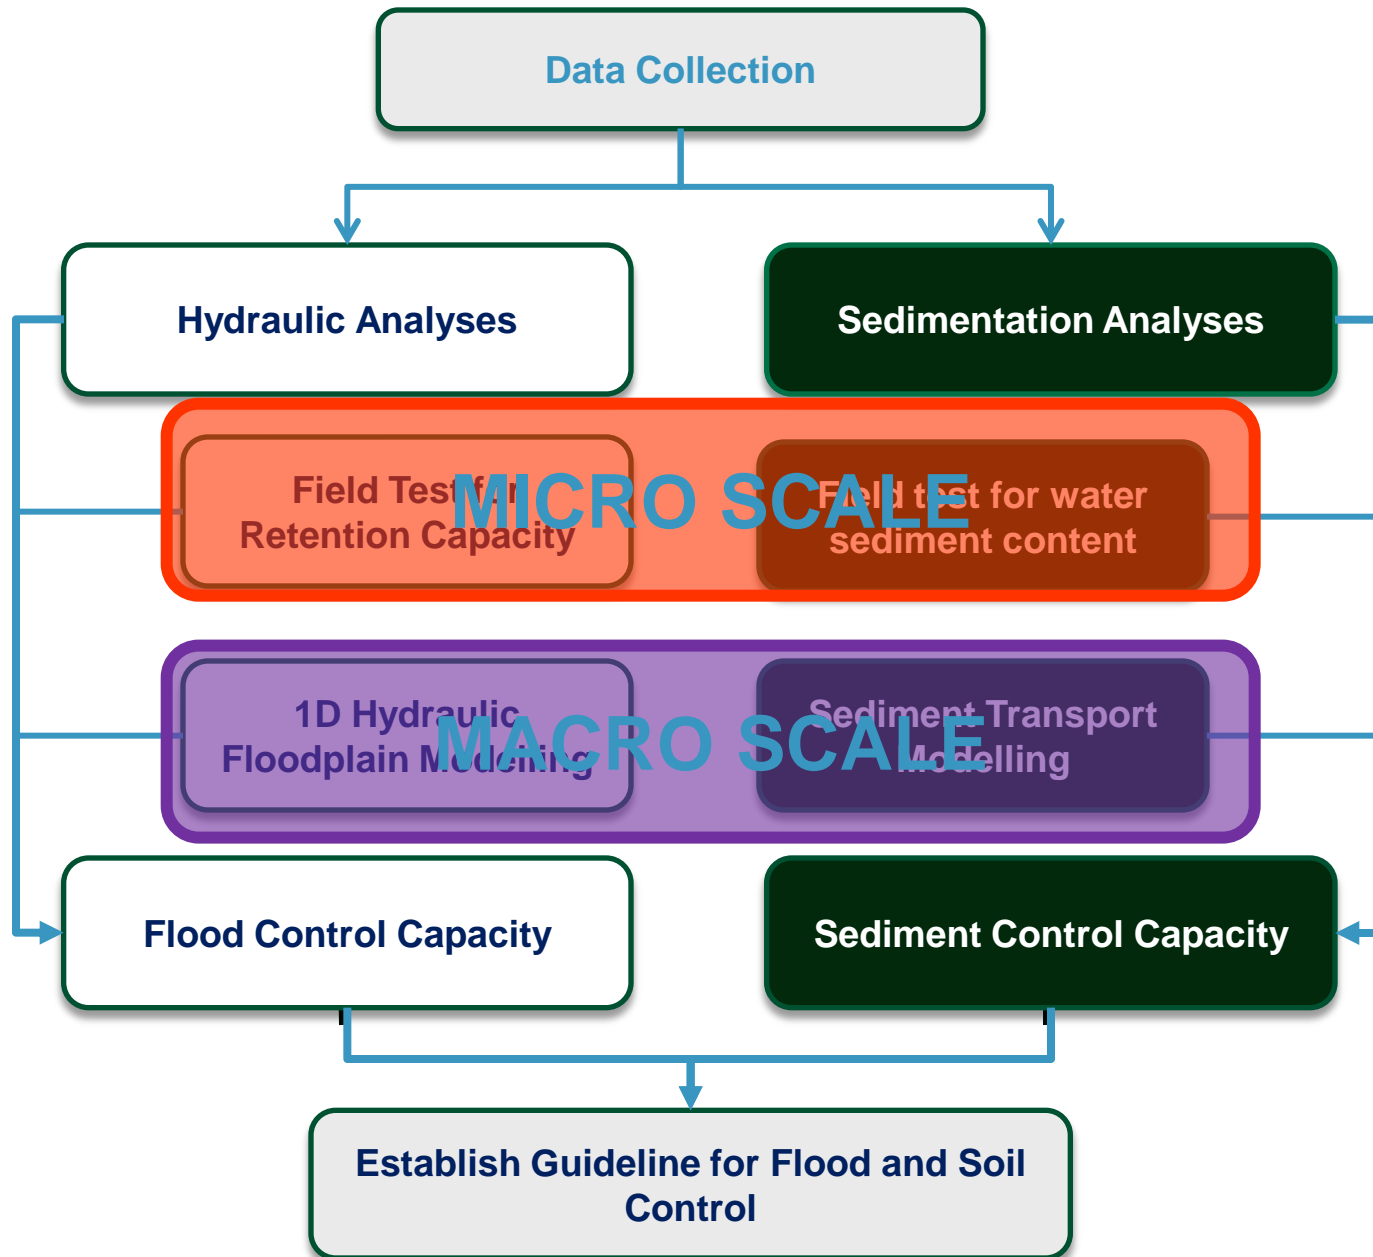 Data Collection
Hydraulic Analyses
Sedimentation Analyses
MICRO SCALE
Field Test for
Retention Capacity
Field test for water
sediment content
MACRO SCALE
1D Hydraulic
Floodplain Modelling
Sediment Transport
Modelling
Flood Control Capacity
Sediment Control Capacity
Establish Guideline for Flood and Soil
Control